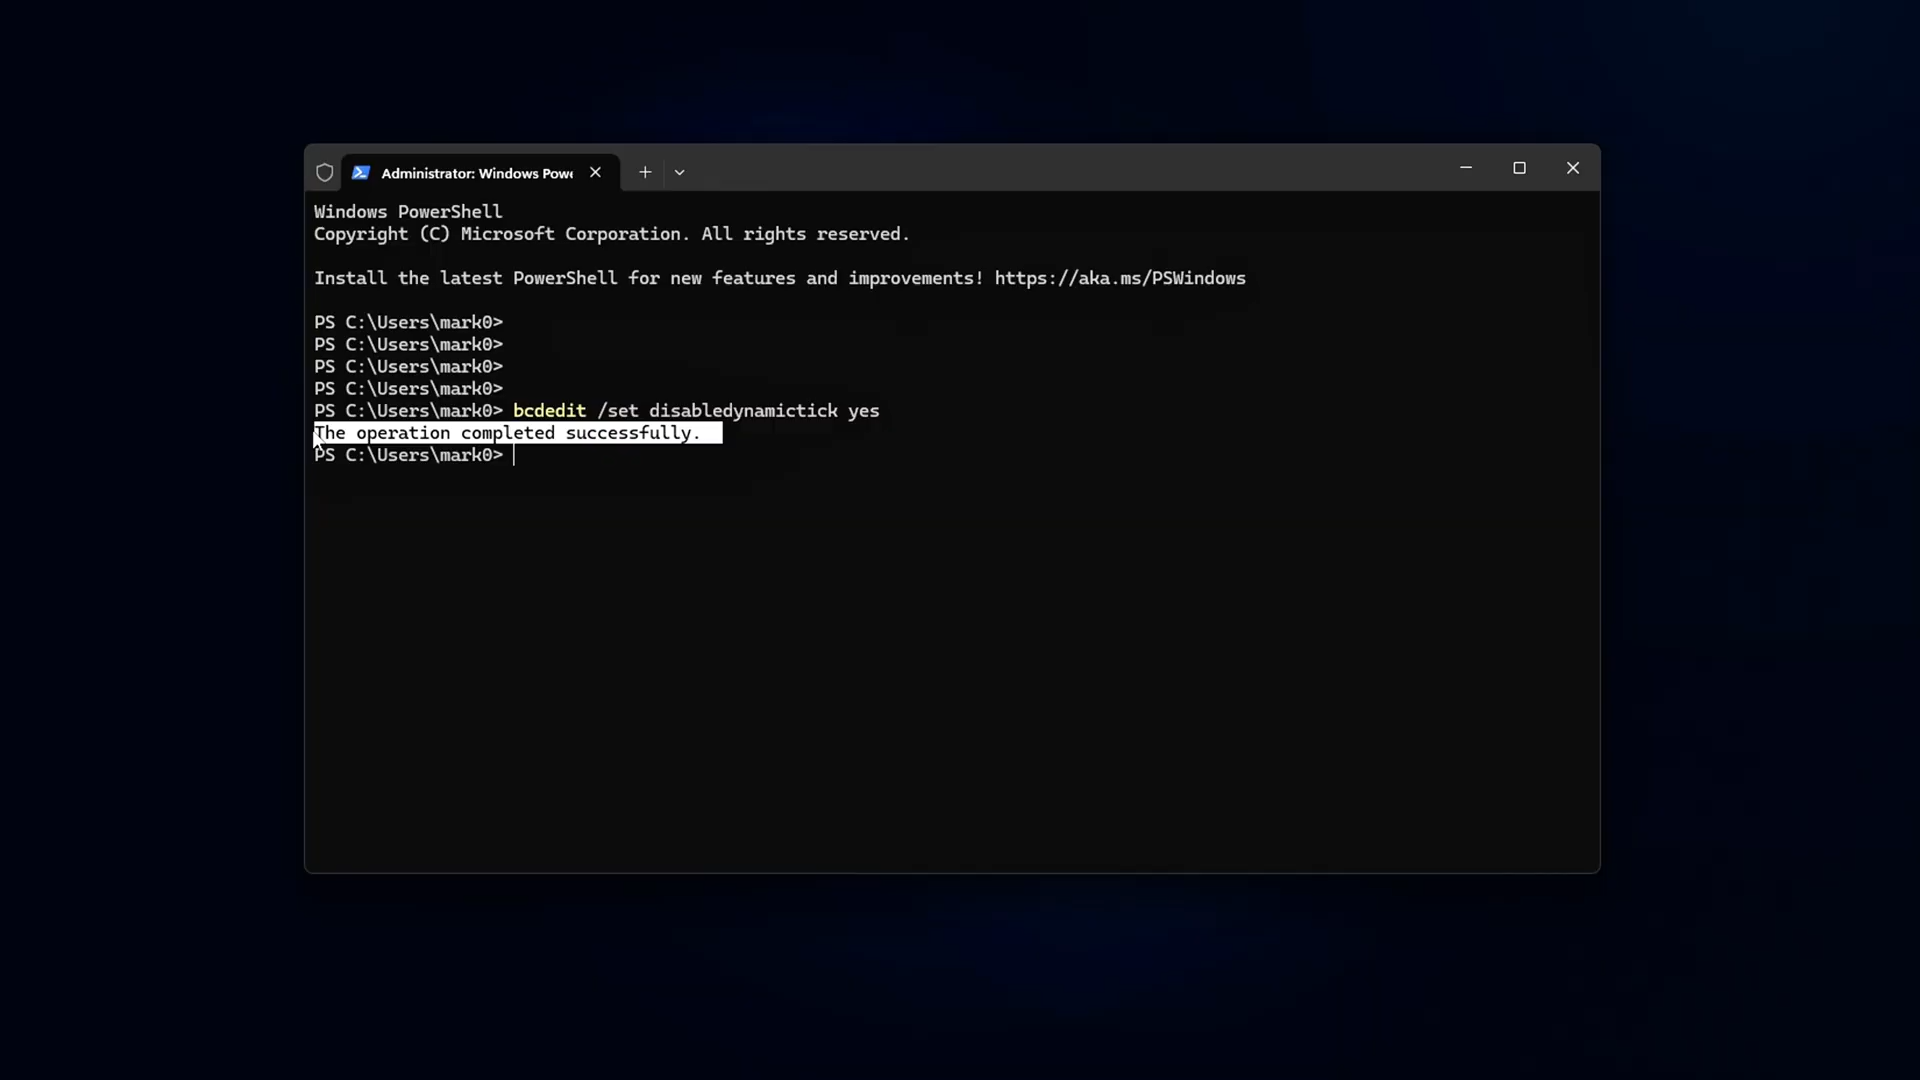 Administrator: Windows Powe
Windows PowerShell
Copyright (C) Microsoft Corporation. All rights reserved.
Install the latest PowerShell for new features and improvements! https://aka.ms/PSWindows
PS C:\Users\mark0>
PS C:\Users\mark0>
PS C:\Users\mark0>
PS C:\Users\mark0>
PS C:\Users\mark0> bcdedit /set disabledynamictick yes
The operation completed successfully.
PS C:\Users\mark0>